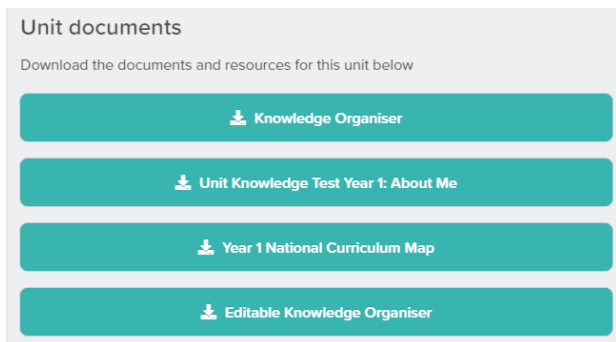 Unit documents
Download the documents and resources for this unit below
Knowledge Organiser
Unit Knowledge Test Year 1: About Me
Year 1 National Curriculum Map
Editable Knowledge Organiser